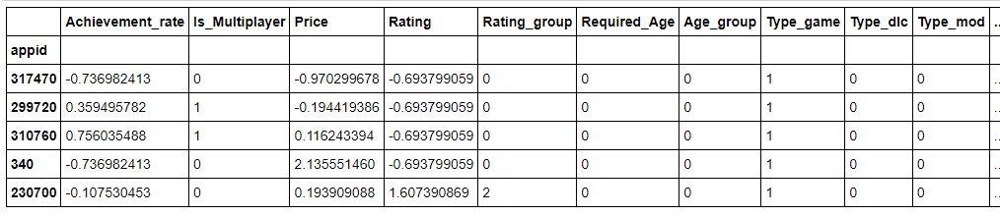 Achievement_rate Is_Multiplayer Price Rating Rating_group Required_Age Age_group Type_game Type_dlc Type_mod ..
appid
317470 -0.736982413 0 -0.970299678 -0.693799059 0 0 0 1 0 0 ..
299720 0.359495782 1 -0.194419386 -0.693799059 0 0 0 1 0 0 ..
310760 0.756035488 1 0.116243394 -0.693799059 0 0 0 1 0 0 ..
340 -0.736982413 0 2.135551460 -0.693799059 0 0 0 1 0 0 ..
230700 -0.107530453 0 0.193909088 1.607390869 2 0 0 1 0 0 ..